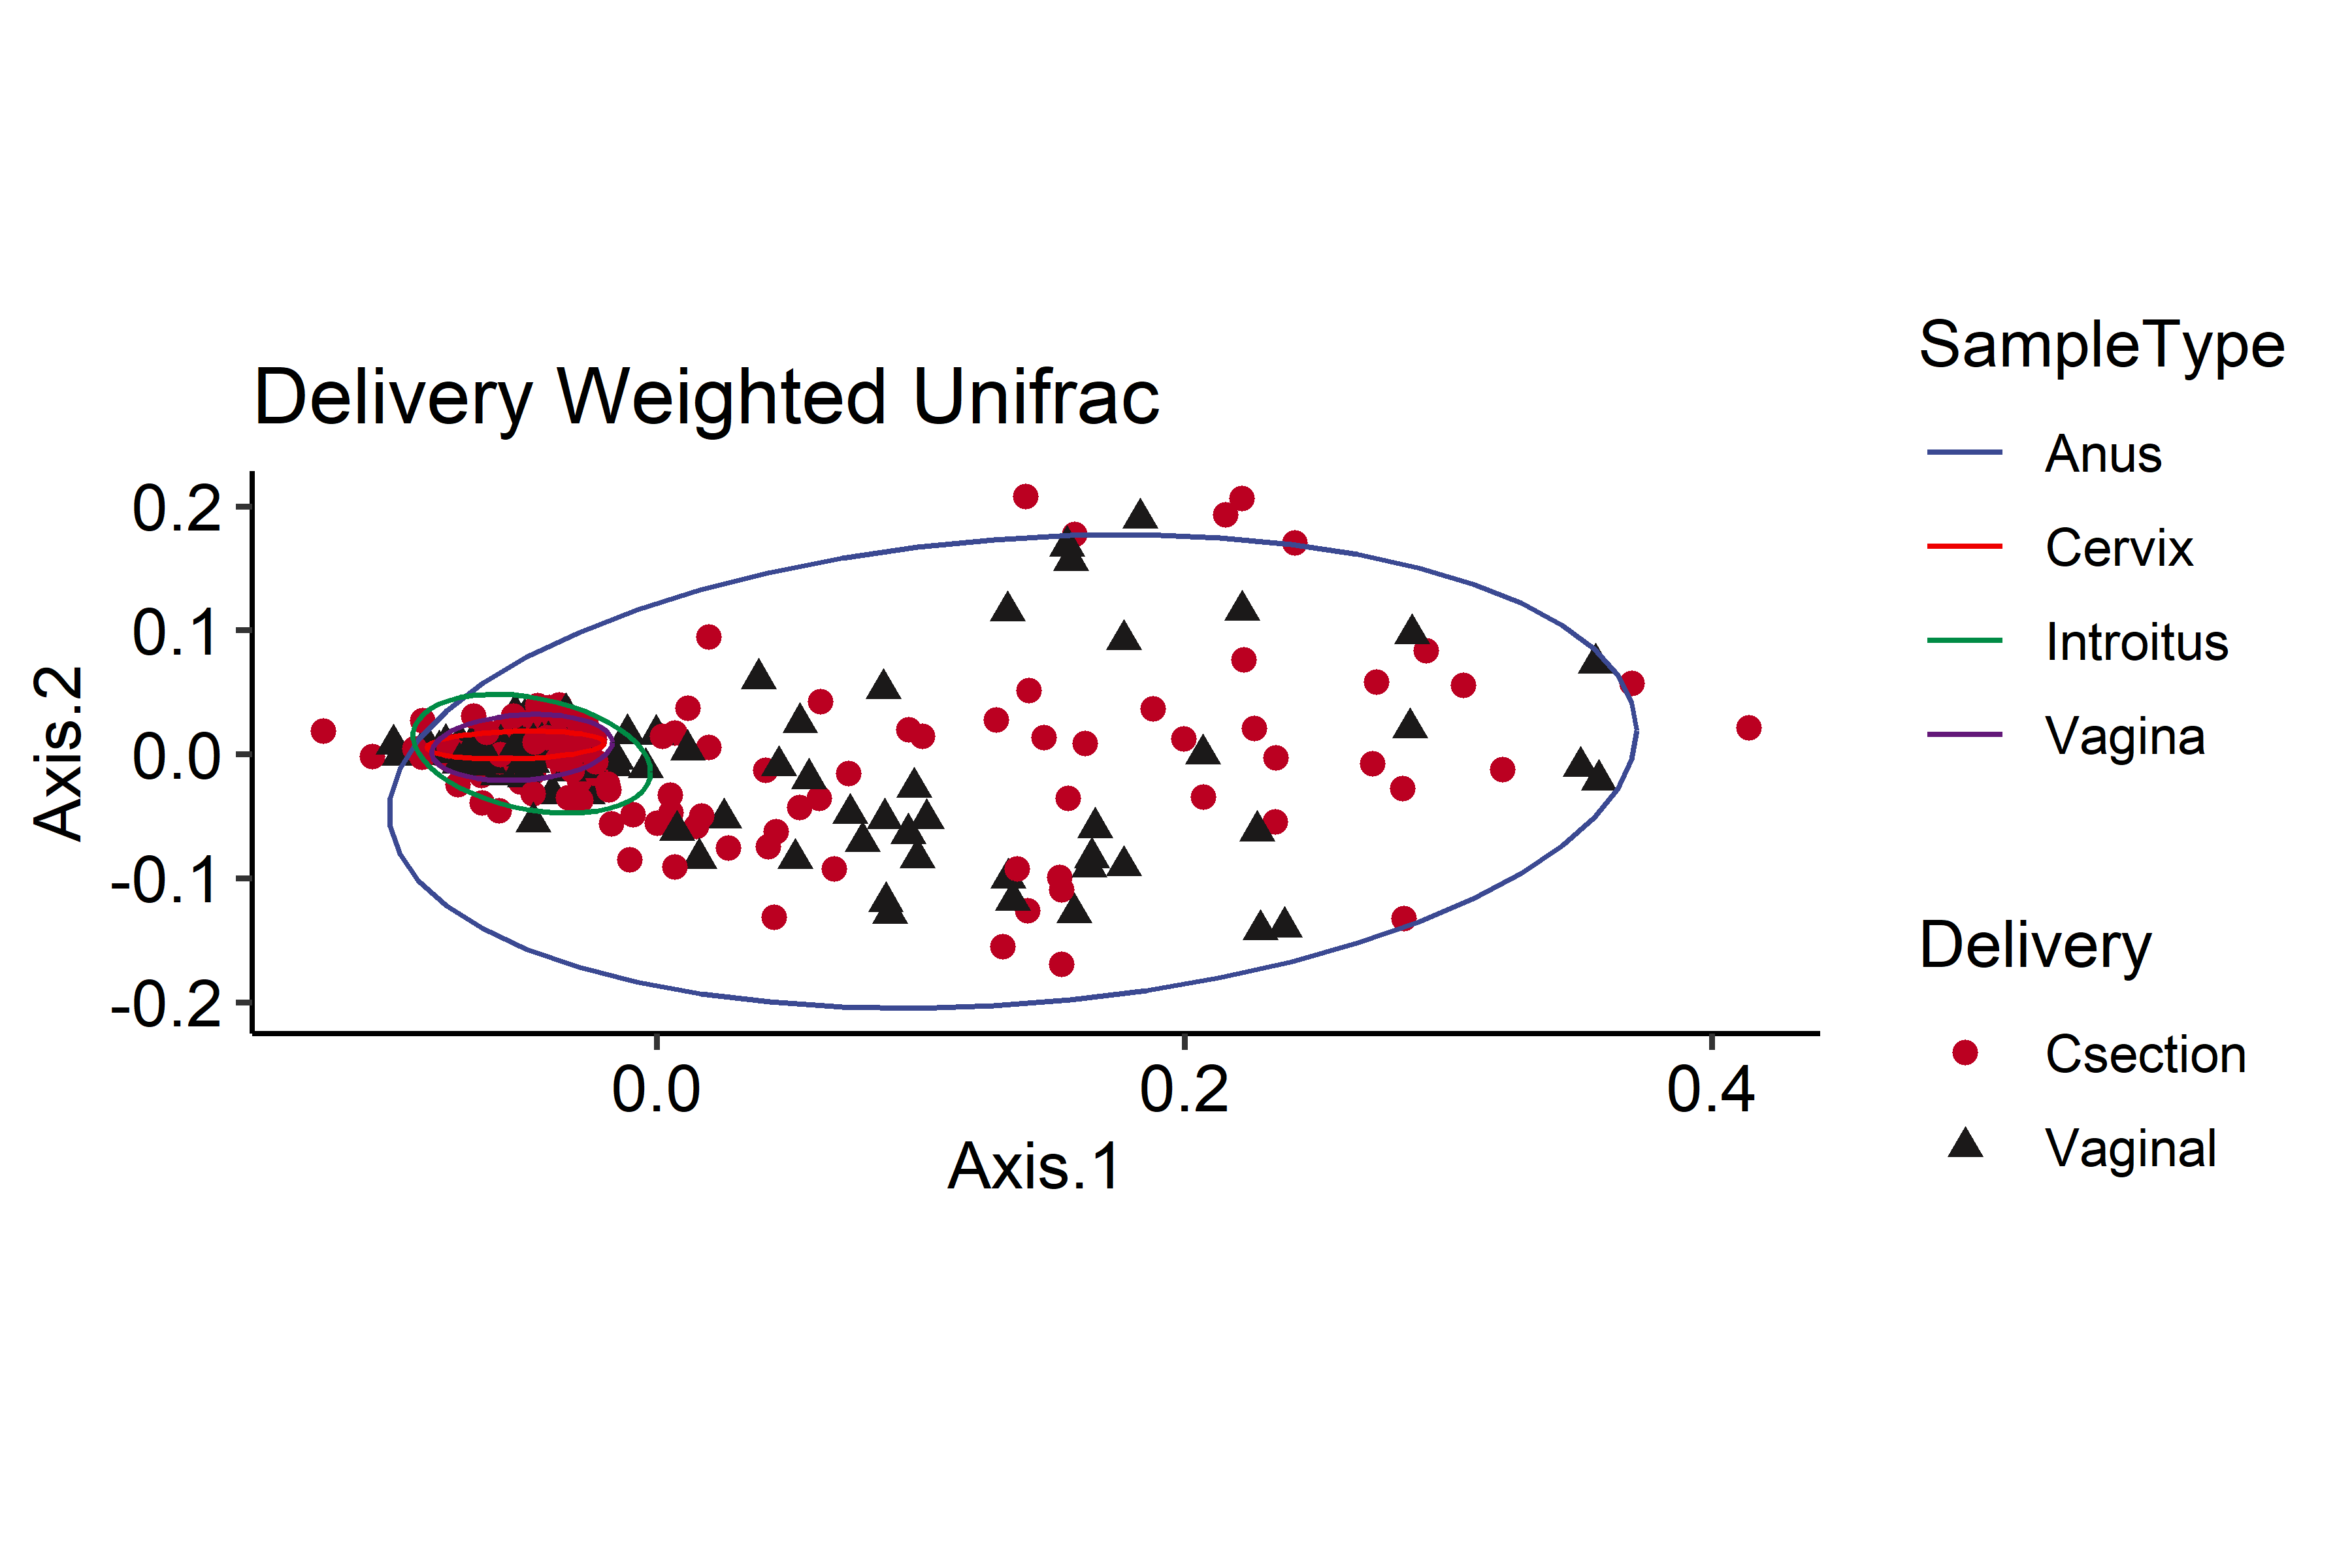 Delivery Weighted Unifrac
Axis.2
0.2
0.1
0.0
-0.1
-0.2
0.0
0.2
0.4
Axis.1
SampleType
Anus
Cervix
Introitus
Vagina
Delivery
Csection
Vaginal